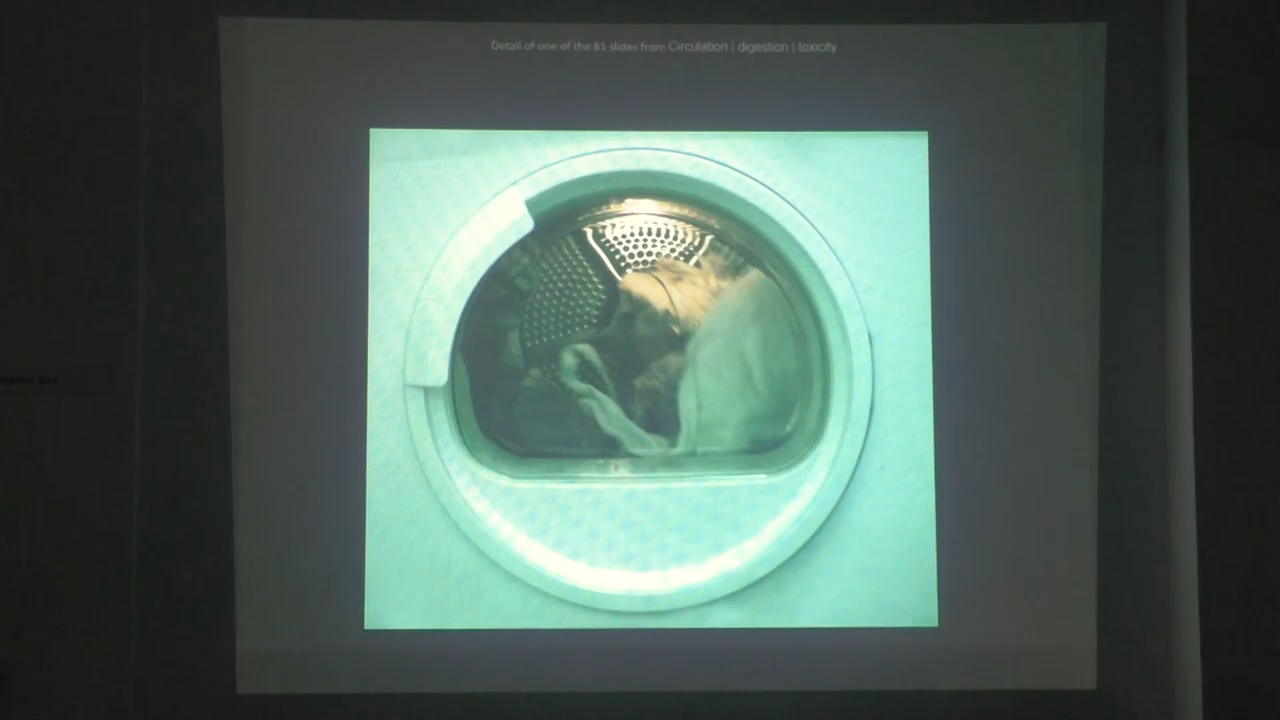 Detail of one of the 81 slides from Circulation | digestion | toxicity